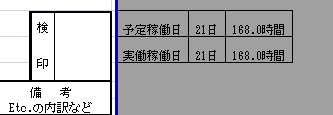 検
印
備　考
Etc.の内訳など
予定稼働日 21日 168.0時間
実働稼働日 21日 168.0時間